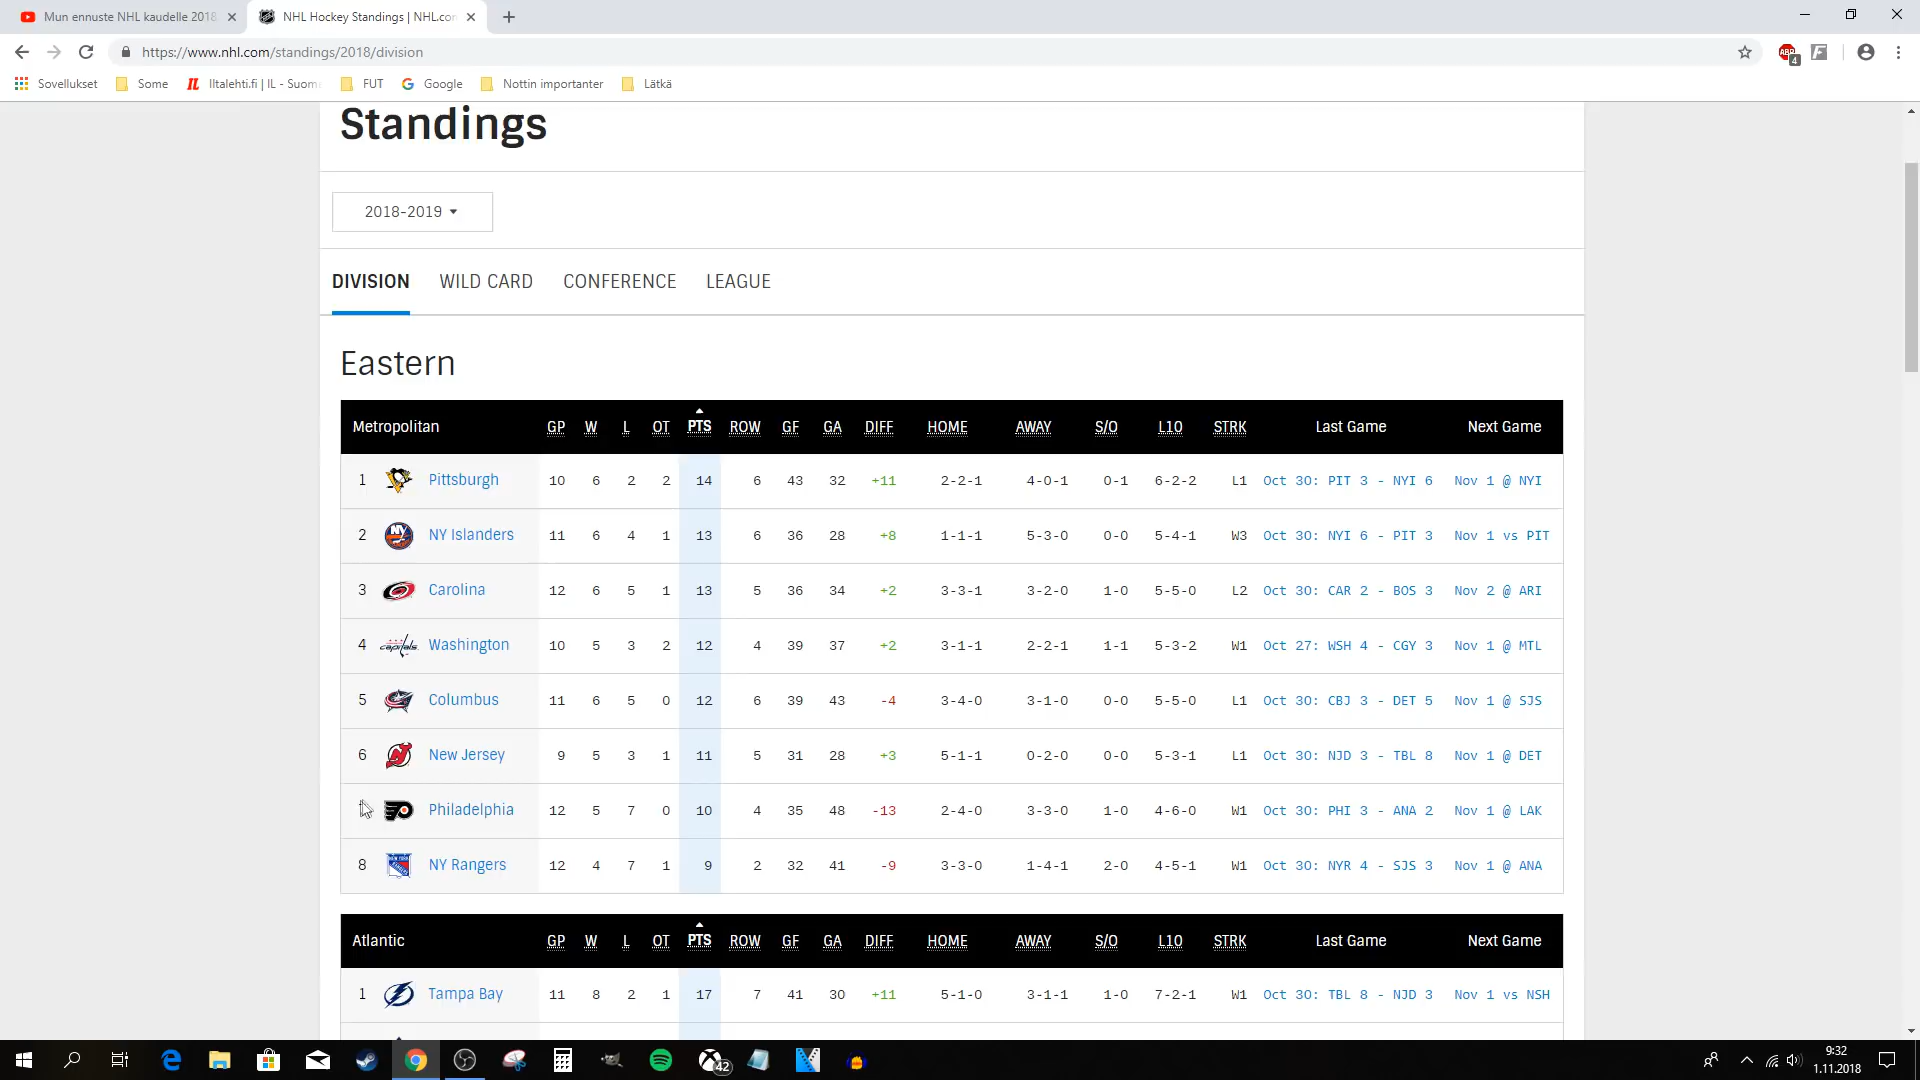 Mun ennuste NHL kaudelle 2018
NHL Hockey Standings | NHL.co
https://www.nhl.com/standings/2018/division
ABP 4
Sovellukset Some Iltalehti.fi | IL - Suom FUT Google Nottin importanter Lätkä
Standings
2018-2019
DIVISION WILD CARD CONFERENCE LEAGUE
Eastern
Metropolitan GP W L OT PTS ROW GF GA DIFF HOME AWAY S/O L10 STRK Last Game Next Game
1 Pittsburgh 10 6 2 2 14 6 43 32 +11 2-2-1 4-0-1 0-1 6-2-2 L1 Oct 30: PIT 3 - NYI 6 Nov 1 @ NYI
2 NY Islanders 11 6 4 1 13 6 36 28 +8 1-1-1 5-3-0 0-0 5-4-1 W3 Oct 30: NYI 6 - PIT 3 Nov 1 vs PIT
3 Carolina 12 6 5 1 13 5 36 34 +2 3-3-1 3-2-0 1-0 5-5-0 L2 Oct 30: CAR 2 - BOS 3 Nov 2 @ ARI
4 capitals Washington 10 5 3 2 12 4 39 37 +2 3-1-1 2-2-1 1-1 5-3-2 W1 Oct 27: WSH 4 - CGY 3 Nov 1 @ MTL
5 Columbus 11 6 5 0 12 6 39 43 -4 3-4-0 3-1-0 0-0 5-5-0 L1 Oct 30: CBJ 3 - DET 5 Nov 1 @ SJS
6 New Jersey 9 5 3 1 11 5 31 28 +3 5-1-1 0-2-0 0-0 5-3-1 L1 Oct 30: NJD 3 - TBL 8 Nov 1 @ DET
Philadelphia 12 5 7 0 10 4 35 48 -13 2-4-0 3-3-0 1-0 4-6-0 W1 Oct 30: PHI 3 - ANA 2 Nov 1 @ LAK
8 NY Rangers 12 4 7 1 9 2 32 41 -9 3-3-0 1-4-1 2-0 4-5-1 W1 Oct 30: NYR 4 - SJS 3 Nov 1 @ ANA
Atlantic GP W L OT PTS ROW GF GA DIFF HOME AWAY S/O L10 STRK Last Game Next Game
1 Tampa Bay 11 8 2 1 17 7 41 30 +11 5-1-0 3-1-1 1-0 7-2-1 W1 Oct 30: TBL 8 - NJD 3 Nov 1 vs NSH
42
9:32
1.11.2018